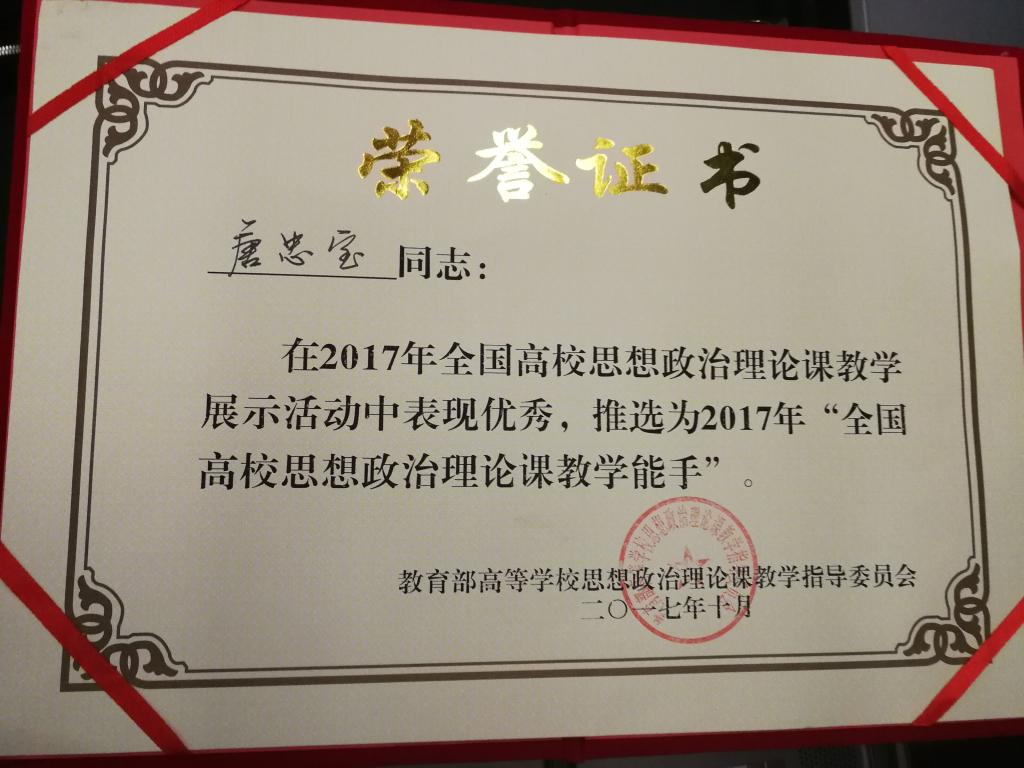 荣誉证书
唐忠宝同志：
在2017年全国高校思想政治理论课教学
展示活动中表现优秀，推选为2017年“全国
高校思想政治理论课教学能手”。
教育部高等学校思想政治理论课教学指导委员会
二〇一七年十月